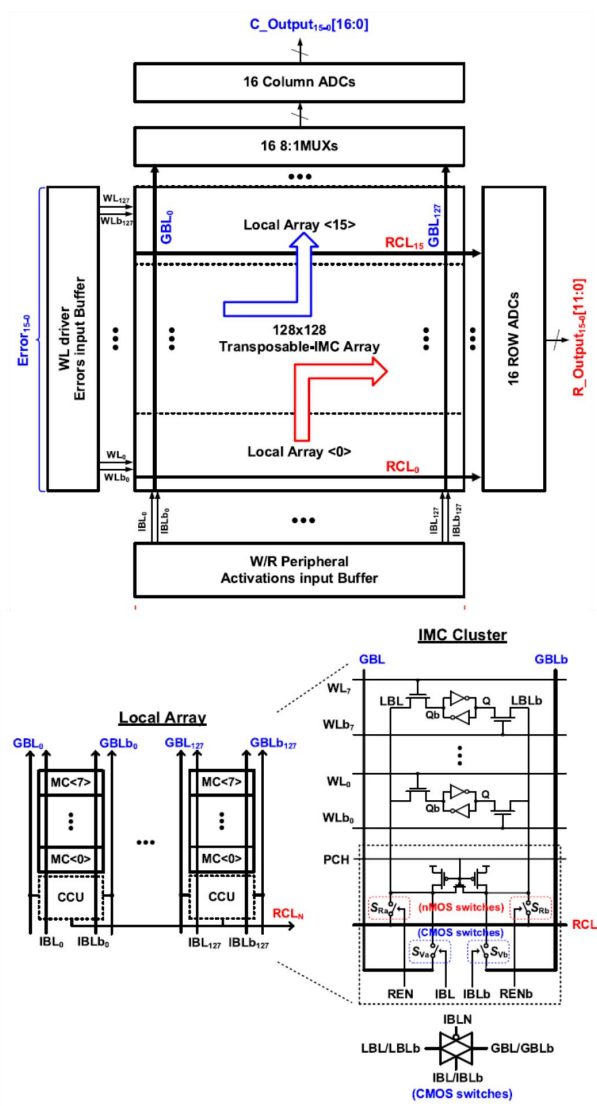 C_Output15-0[16:0]
16 Column ADCs
16 8:1MUXs
•••
WL127
WLb127
GBL0
Local Array <15>
GBL127
RCL15
Error15-0
WL driver
Errors input Buffer
128x128
Transposable-IMC Array
16 ROW ADCs
R_Output15-0[11:0]
WL0
WLb0
Local Array <0>
RCL0
IBL0
IBLb0
•••
IBL127
IBLb127
W/R Peripheral
Activations input Buffer
IMC Cluster
GBL
GBLb
WL7
LBL
Qb
Q
LBLb
WLb7
Local Array
GBL0
GBLb0
GBL127
GBLb127
MC<7>
MC<7>
WL0
Qb
Q
WLb0
MC<0>
MC<0>
PCH
CCU
CCU
SRa
(nMOS switches)
SRb
RCLN
RCL
(CMOS switches)
IBL0
IBLb0
IBL127
IBLb127
SVa
SVb
REN
IBL
IBLb
RENb
IBLN
LBL/LBLb
GBL/GBLb
IBL/IBLb
(CMOS switches)